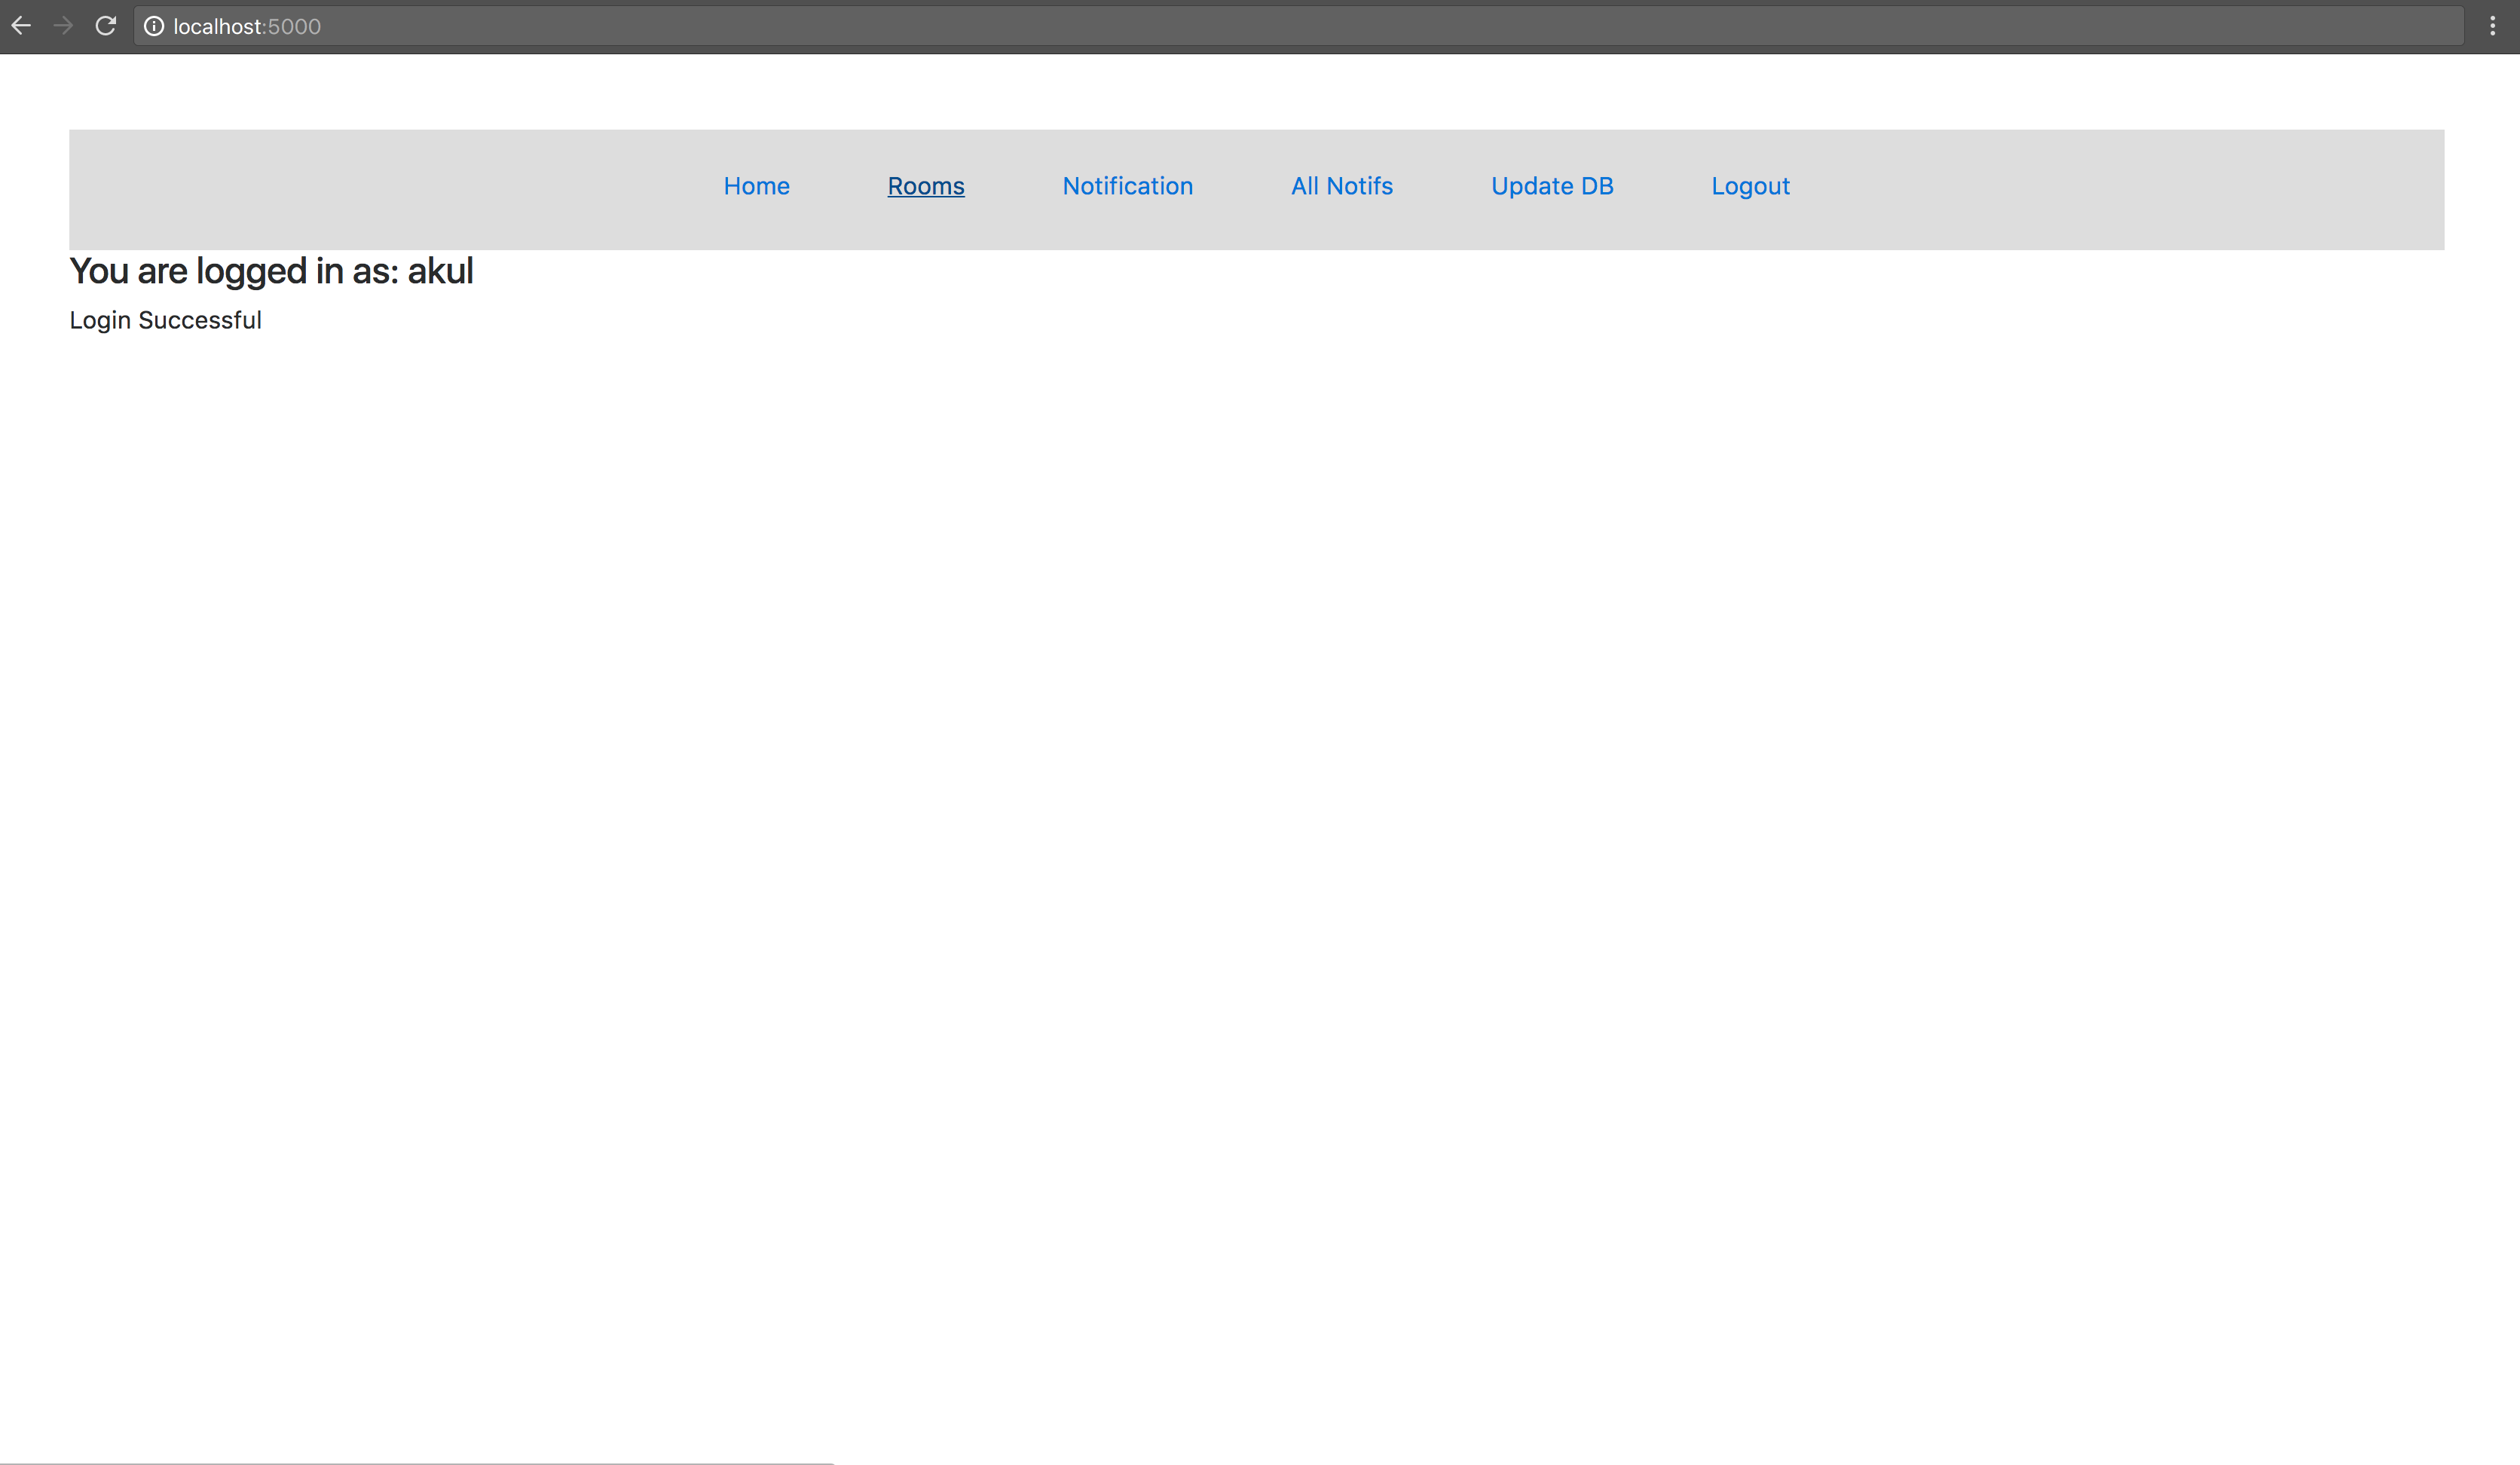 localhost:5000
Home Rooms Notification All Notifs Update DB Logout
You are logged in as: akul
Login Successful